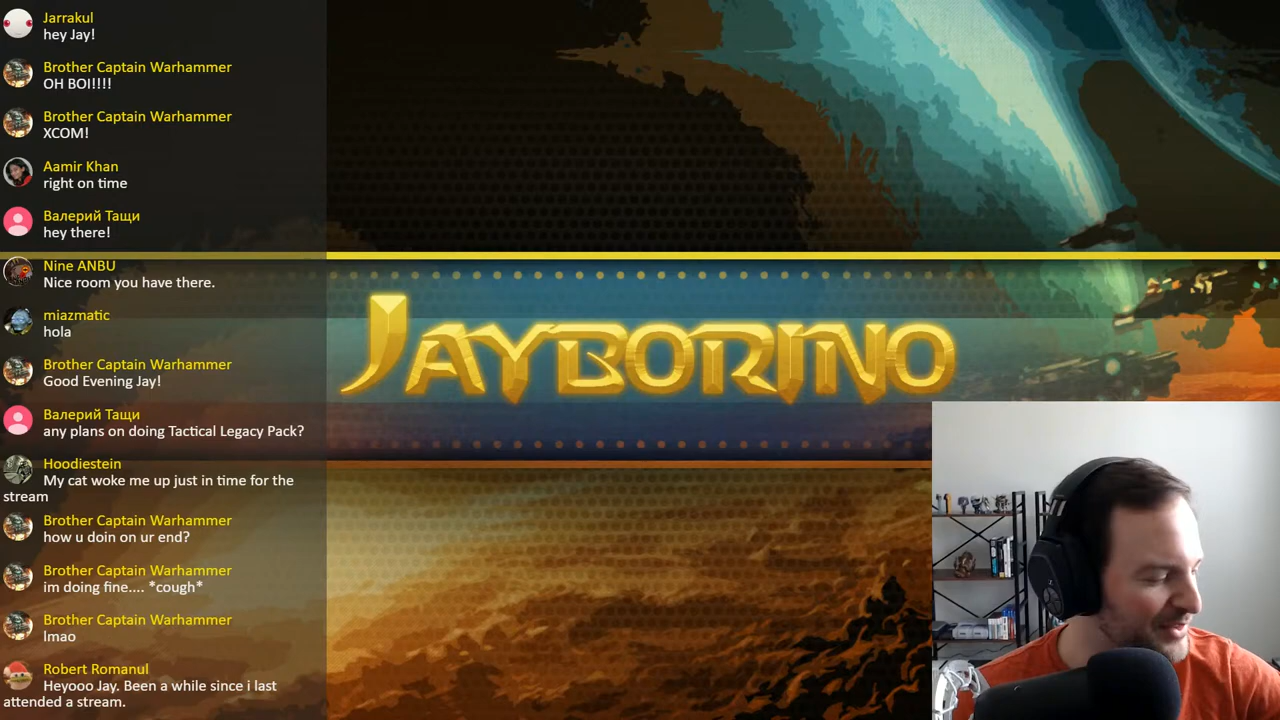 Jarrakul
hey Jay!
Brother Captain Warhammer
OH BOI!!!!
Brother Captain Warhammer
XCOM!
Aamir Khan
right on time
Валерий Тащи
hey there!
Nine ANBU
Nice room you have there.
miazmatic
hola
Brother Captain Warhammer
Good Evening Jay!
Валерий Тащи
any plans on doing Tactical Legacy Pack?
Hoodiestein
My cat woke me up just in time for the
stream
Brother Captain Warhammer
how u doin on ur end?
Brother Captain Warhammer
im doing fine.... *cough*
Brother Captain Warhammer
lmao
Robert Romanul
Heyooo Jay. Been a while since i last
attended a stream.
JAYBORINO